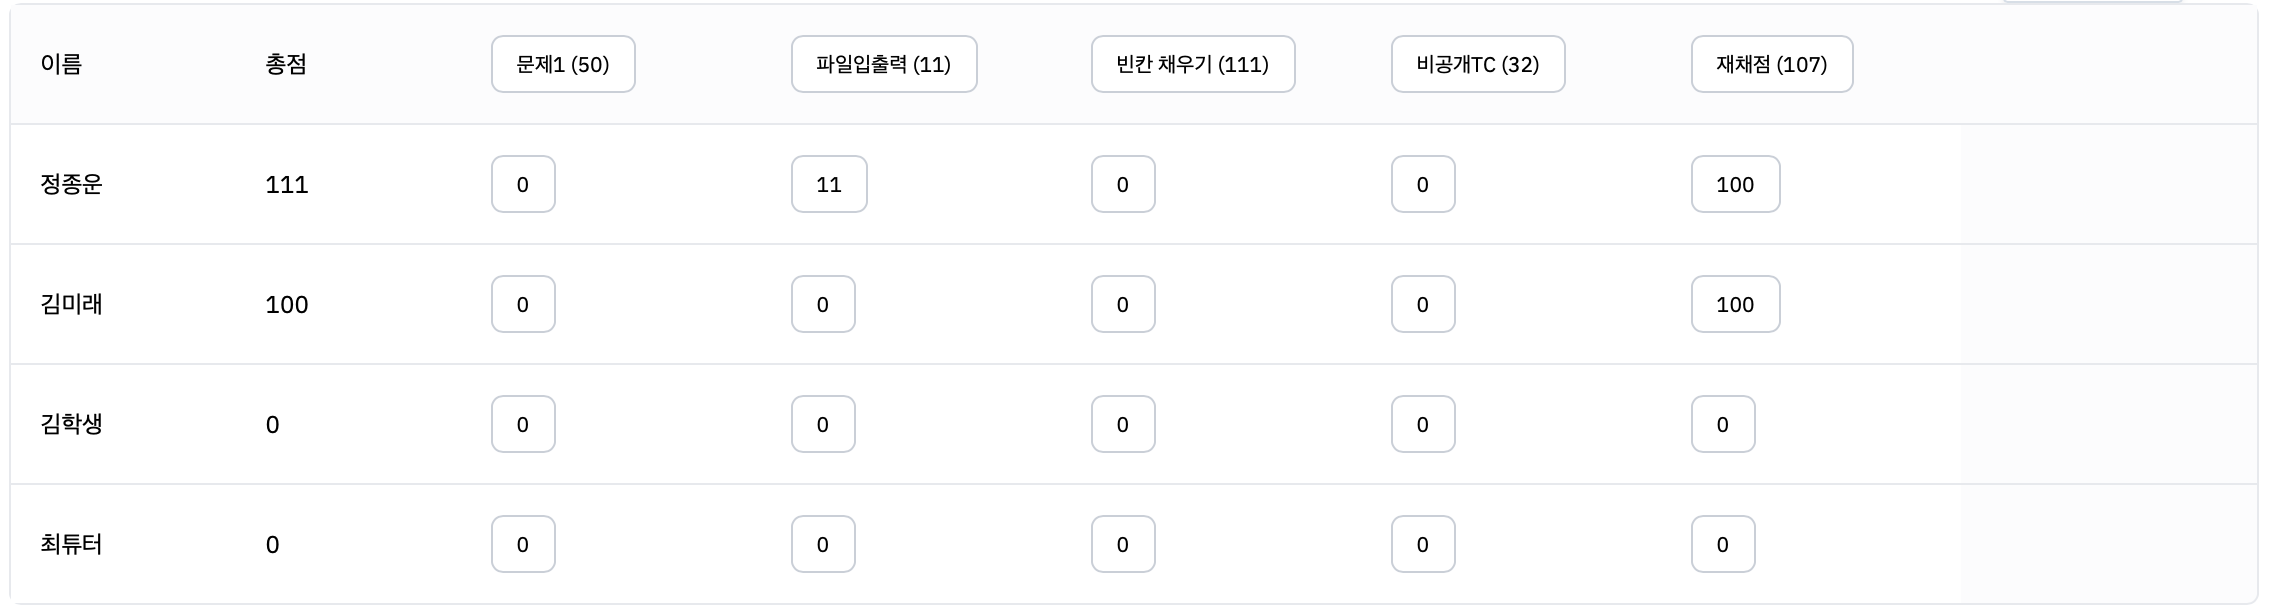 이름 총점 문제1 (50) 파일입출력 (11) 빈칸 채우기 (111) 비공개TC (32) 재채점 (107)
정종운 111 0 11 0 0 100
김미래 100 0 0 0 0 100
김학생 0 0 0 0 0 0
최튜터 0 0 0 0 0 0